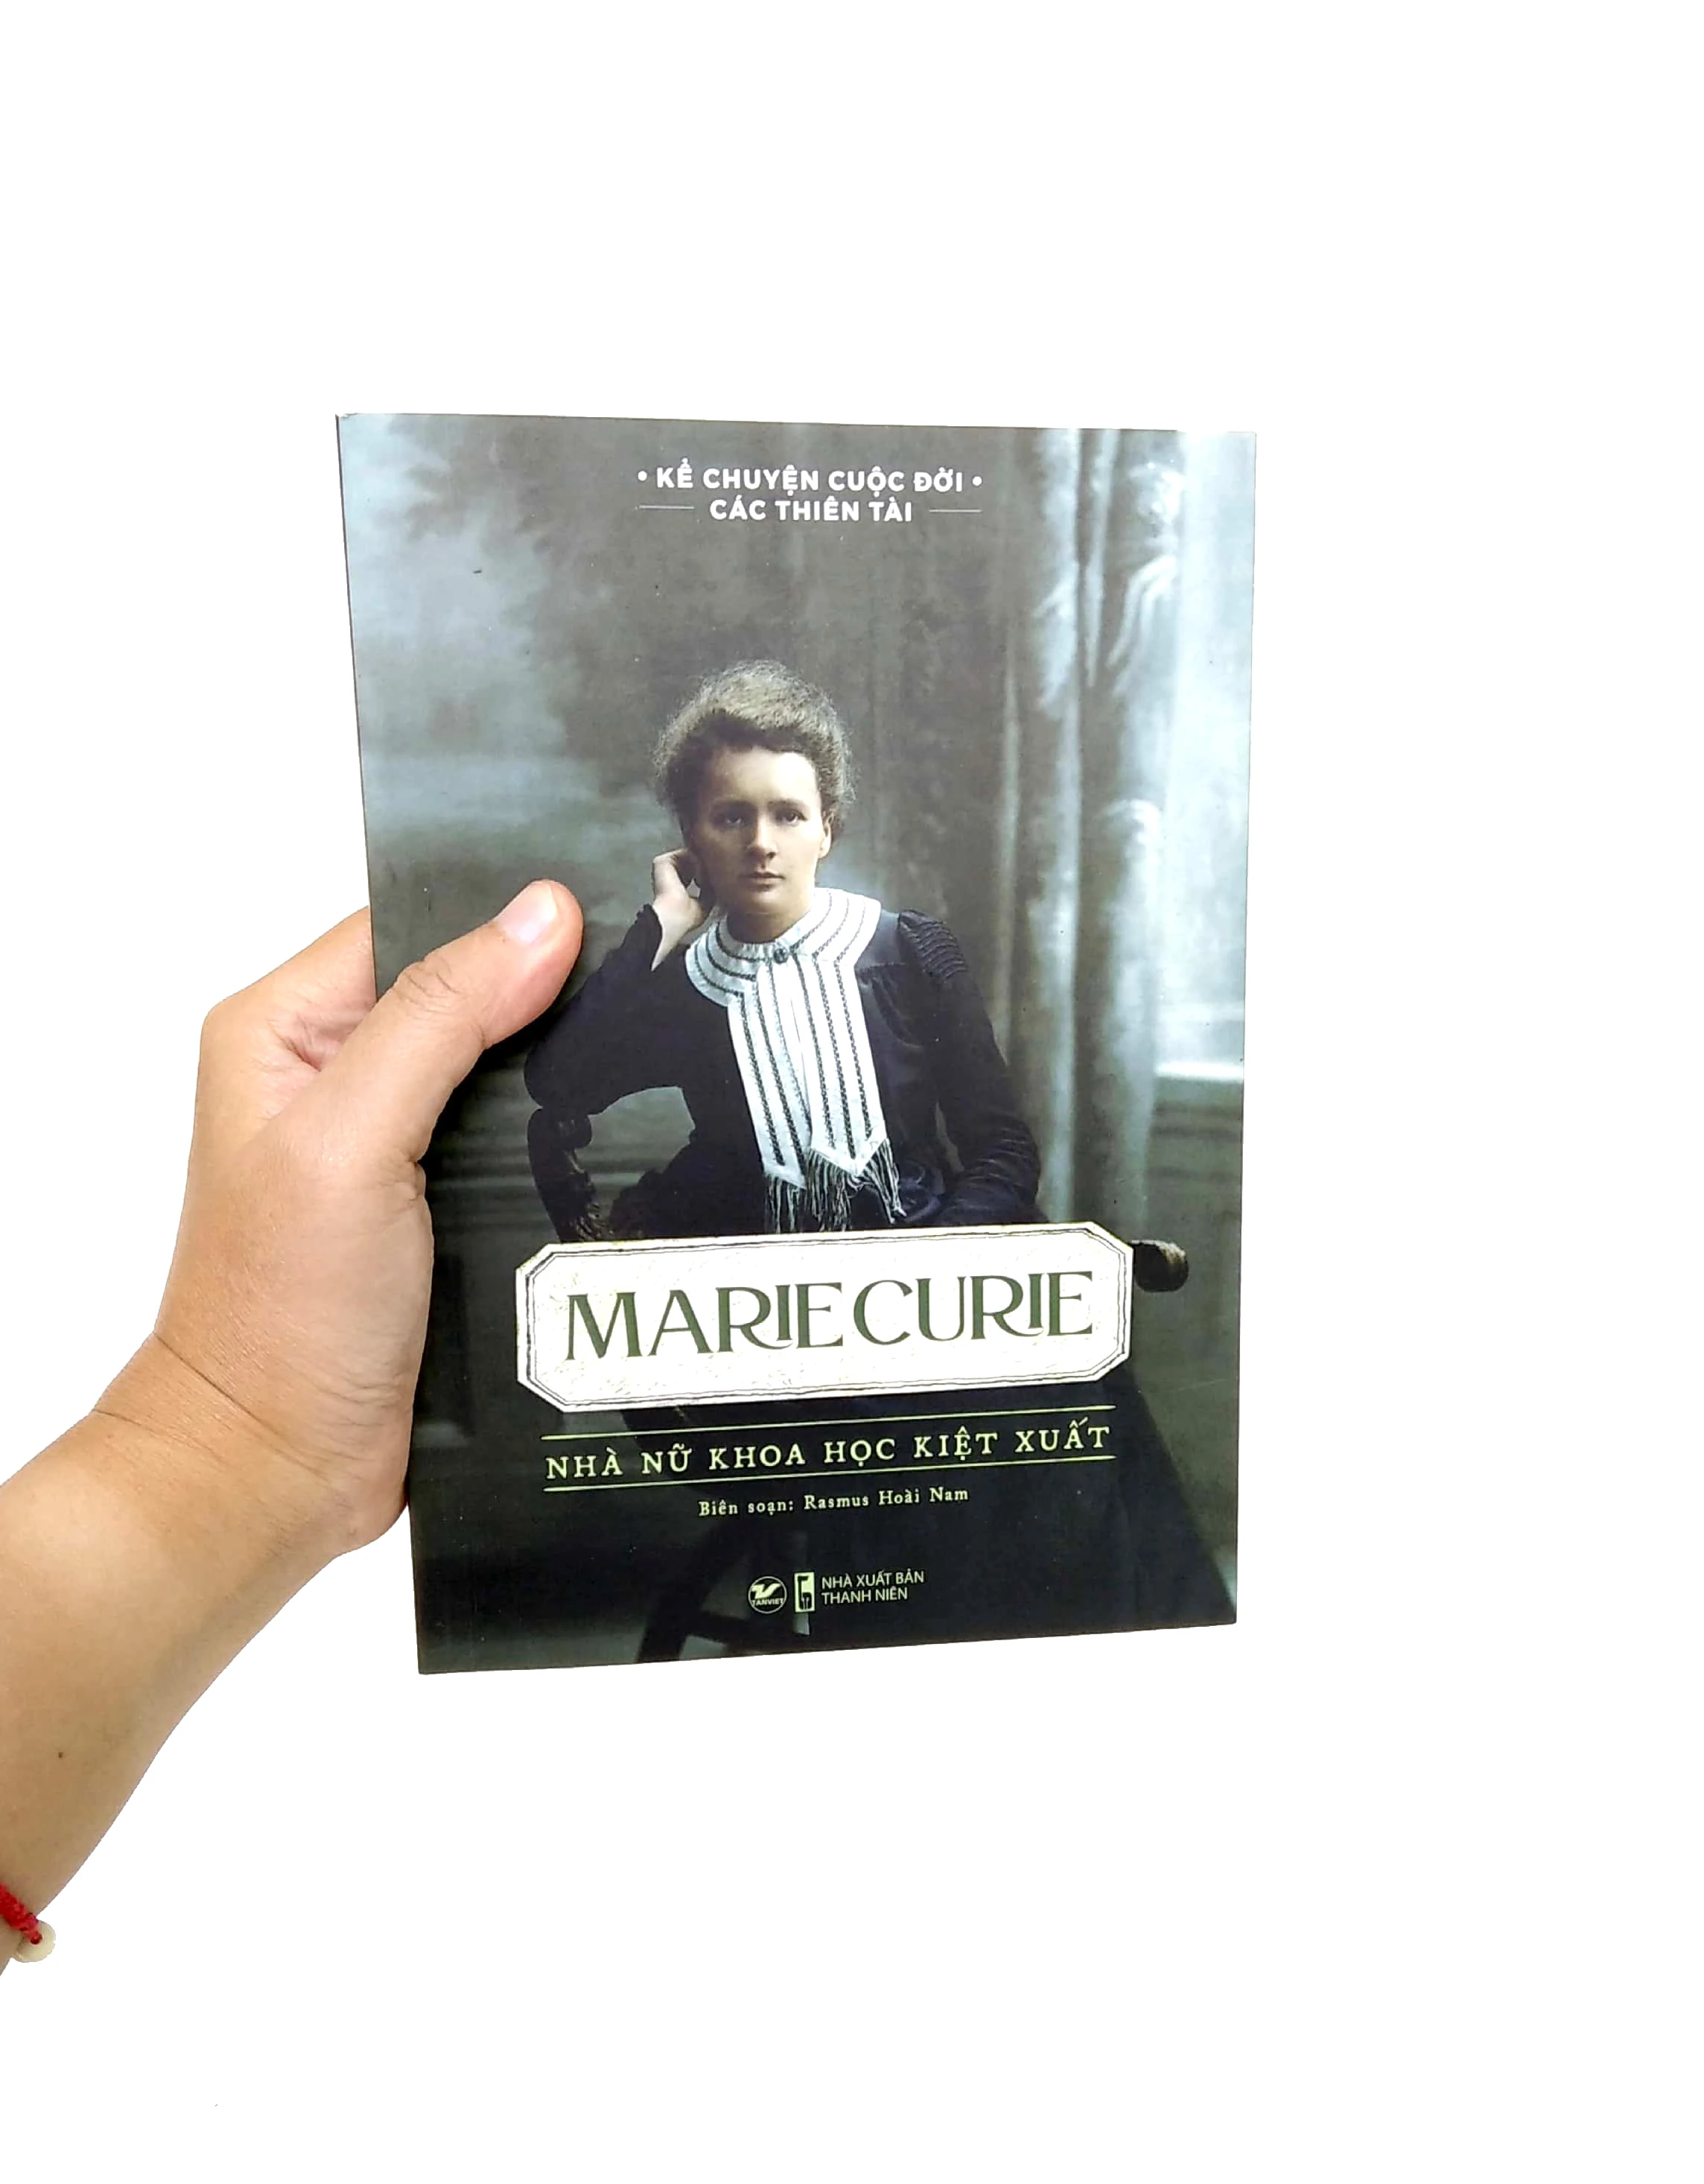 • KỂ CHUYỆN CUỘC ĐỜI •
CÁC THIÊN TÀI
MARIE CURIE
NHÀ NỮ KHOA HỌC KIỆT XUẤT
Biên soạn: Rasmus Hoài Nam
TANVIET
NHÀ XUẤT BẢN
THANH NIÊN